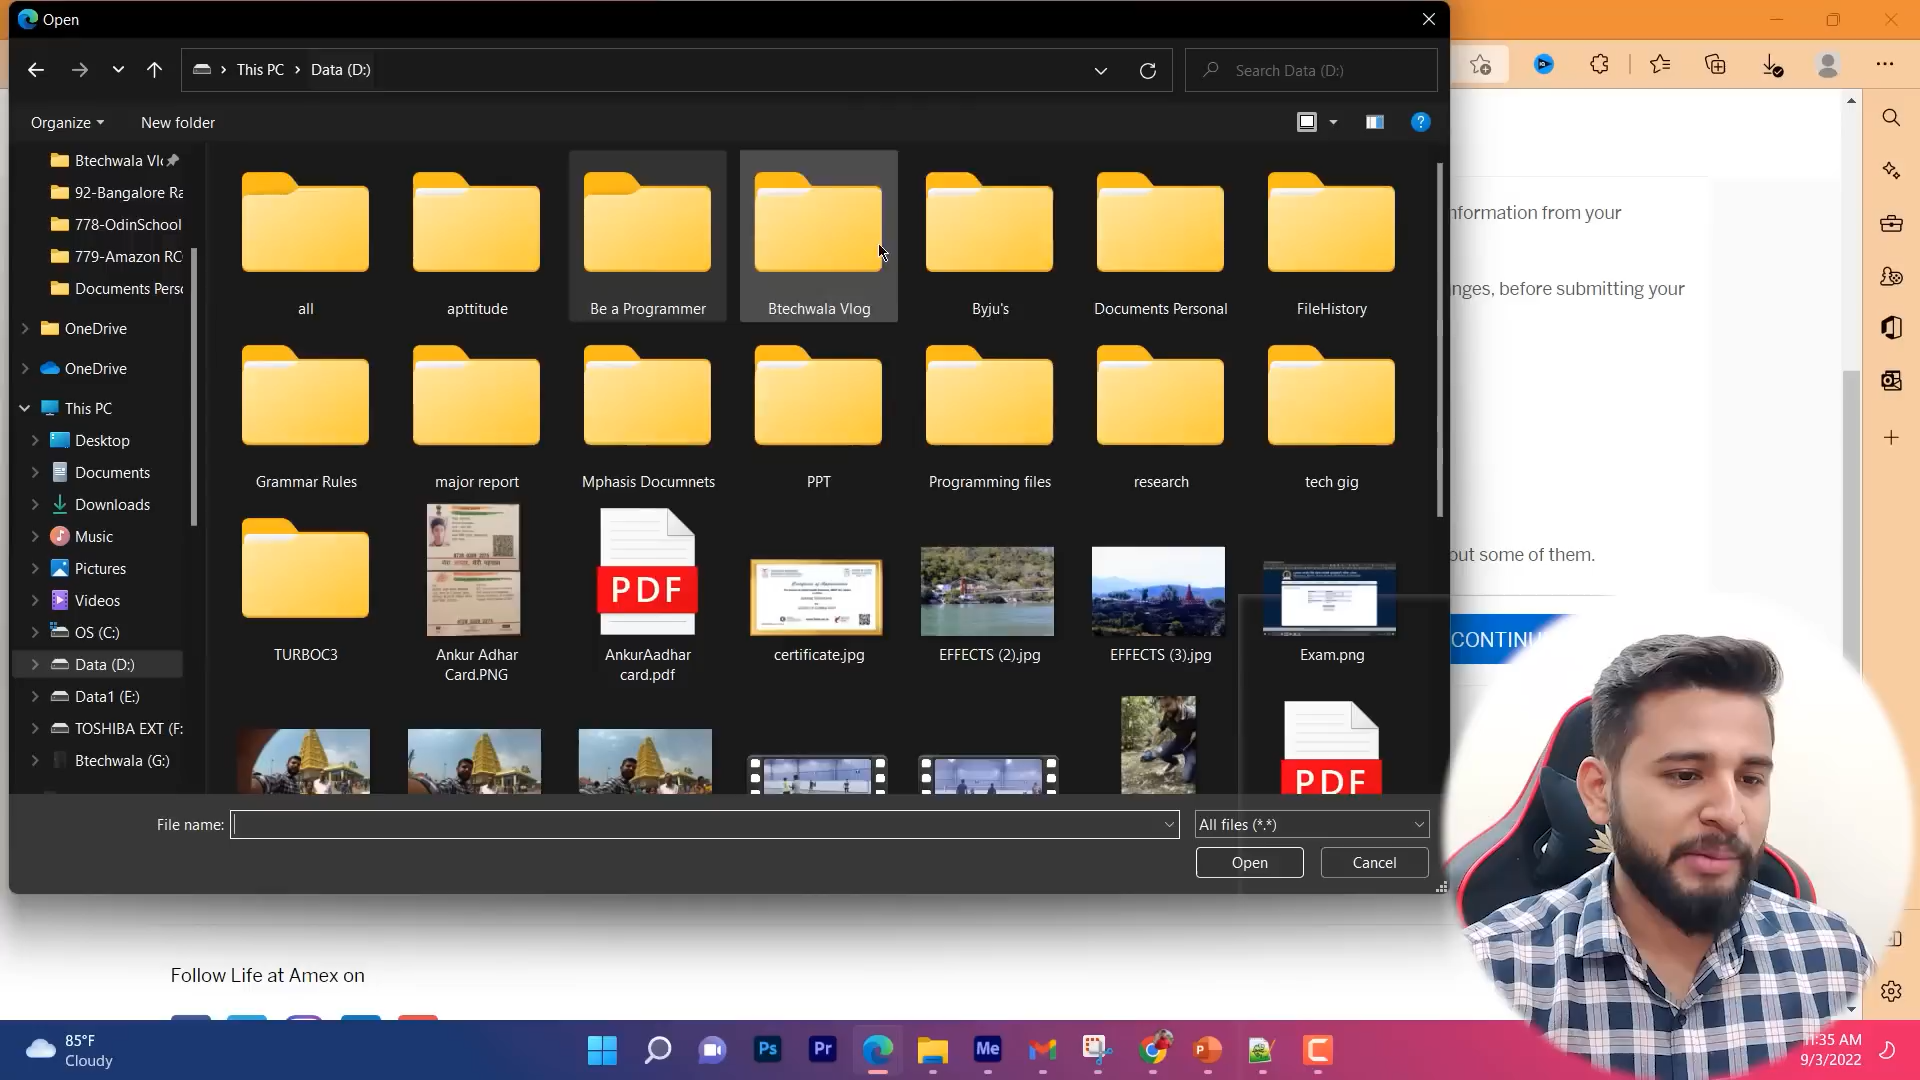 Open
This PC
Data (D:)
Search Data (D:)
Organize
New folder
Btechwala Vl
92-Bangalore Ra
778-OdinSchool
779-Amazon RC
Documents Pers
OneDrive
OneDrive
This PC
Desktop
Documents
Downloads
Music
Pictures
Videos
OS (C:)
Data (D:)
Data1 (E:)
TOSHIBA EXT (F:
Btechwala (G:)
all
apttitude
Be a Programmer
Btechwala Vlog
Byju's
Documents Personal
FileHistory
Grammar Rules
major report
Mphasis Documnets
PPT
Programming files
research
tech gig
PDF
TURBOC3
Ankur Adhar
Card.PNG
AnkurAadhar
card.pdf
certificate.jpg
EFFECTS (2).jpg
EFFECTS (3).jpg
Exam.png
PDF
File name:
All files (*.*)
Open
Cancel
nformation from your
nges, before submitting your
out some of them.
CONTINU
Follow Life at Amex on
85°F
Cloudy
Ps
Pr
Me
11:35 AM
9/3/2022